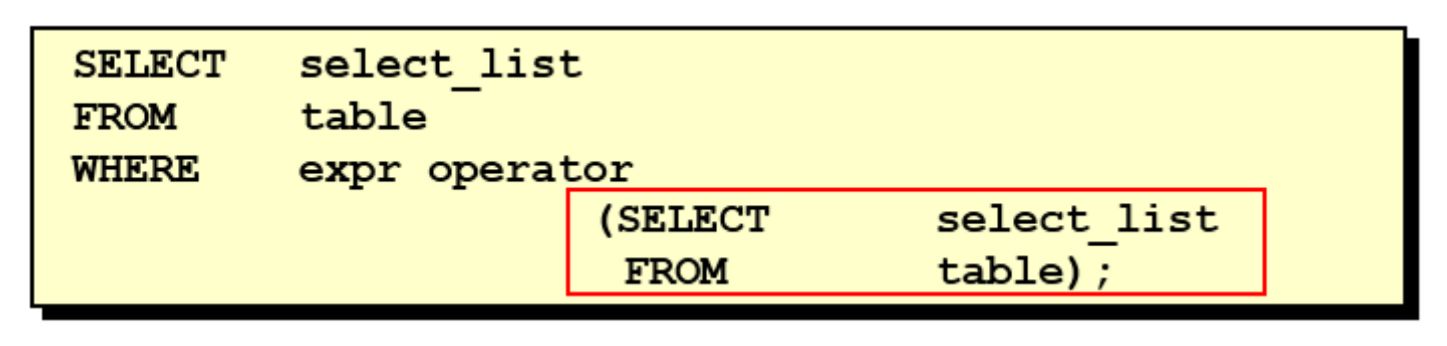 SELECT select_list
FROM table
WHERE expr operator
(SELECT select_list
FROM table);